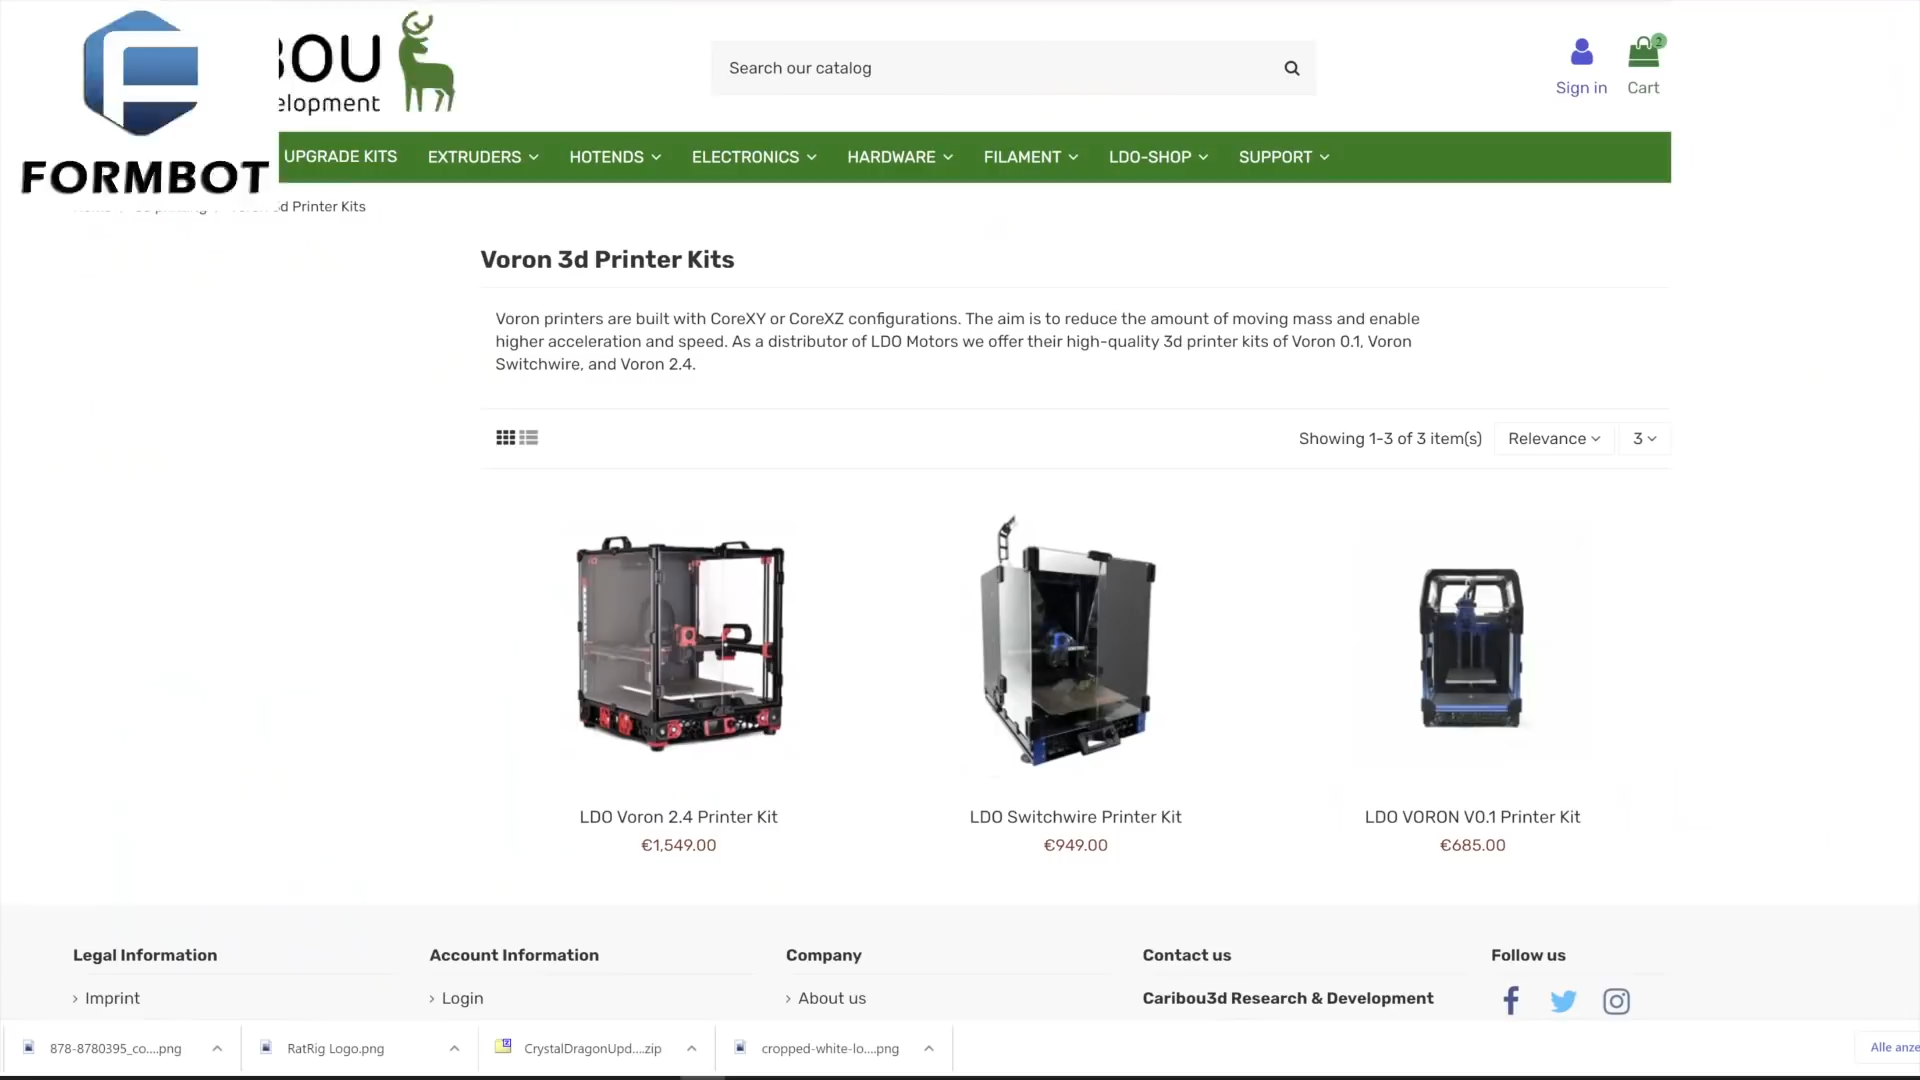 FORMBOT
BOU
elopment
Search our catalog
Sign in
2
Cart
UPGRADE KITS
EXTRUDERS
HOTENDS
ELECTRONICS
HARDWARE
FILAMENT
LDO-SHOP
SUPPORT
d Printer Kits
Voron 3d Printer Kits
Voron printers are built with CoreXY or CoreXZ configurations. The aim is to reduce the amount of moving mass and enable
higher acceleration and speed. As a distributor of LDO Motors we offer their high-quality 3d printer kits of Voron 0.1, Voron
Switchwire, and Voron 2.4.
Showing 1-3 of 3 item(s)
Relevance
3
LDO Voron 2.4 Printer Kit
€1,549.00
LDO Switchwire Printer Kit
€949.00
LDO VORON V0.1 Printer Kit
€685.00
Legal Information
Imprint
Account Information
Login
Company
About us
Contact us
Caribou3d Research & Development
Follow us
878-8780395_co....png
RatRig Logo.png
CrystalDragonUpd....zip
cropped-white-lo....png
Alle anze